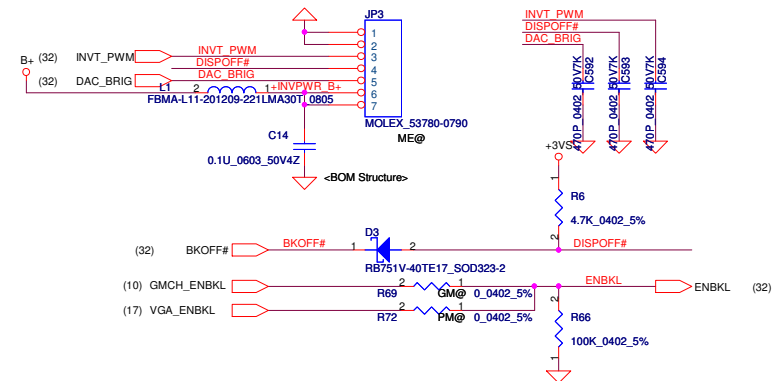 JP3
1
2
3
4
5
6
7
MOLEX_53780-0790
ME@
B+
(32) INVT_PWM
INVT_PWM
DISPOFF#
(32) DAC_BRIG
DAC_BRIG
L1
2
1
+INVPWR_B+
FBMA-L11-201209-221LMA30T_0805
C14
0.1U_0603_50V4Z
<BOM Structure>
INVT_PWM
DISPOFF#
DAC_BRIG
470P_0402_50V7K
C592
470P_0402_50V7K
C593
470P_0402_50V7K
C594
+3VS
1
R6
4.7K_0402_5%
2
(32) BKOFF#
BKOFF#
1
D3
2
DISPOFF#
RB751V-40TE17_SOD323-2
(10) GMCH_ENBKL
2
1
R69
GM@ 0_0402_5%
ENBKL
ENBKL (32)
(17) VGA_ENBKL
2
1
R72
PM@ 0_0402_5%
2
R66
100K_0402_5%
1